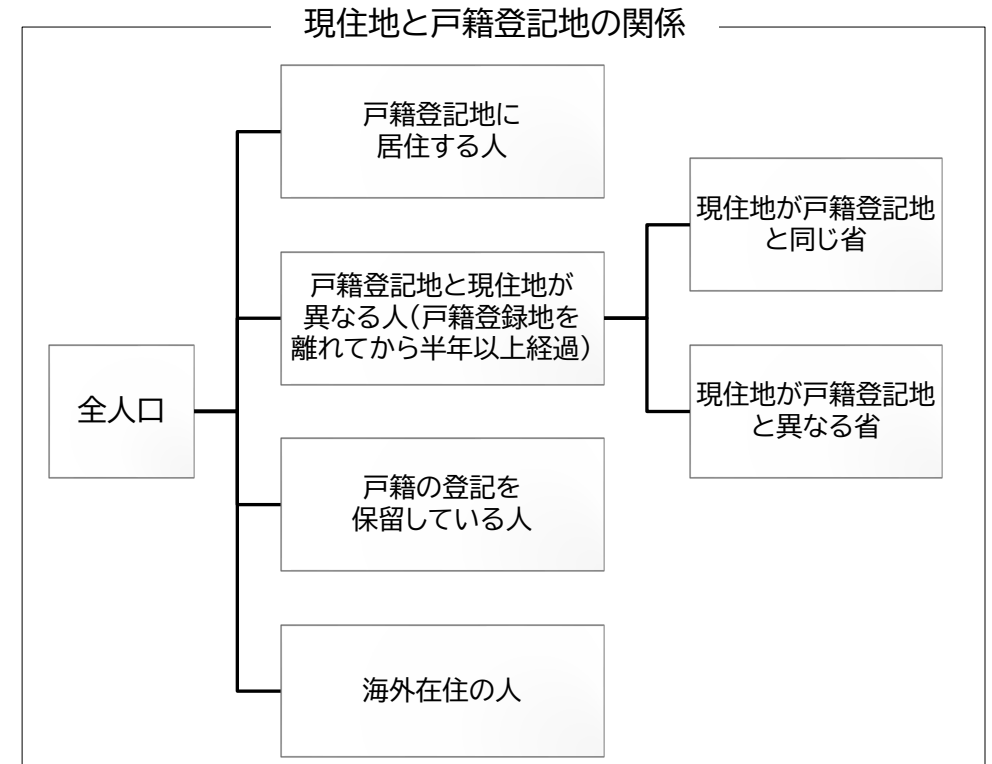 現住地と戸籍登記地の関係
全人口
戸籍登記地に
居住する人
戸籍登記地と現住地が
異なる人(戸籍登録地を
離れてから半年以上経過)
現住地が戸籍登記地
と同じ省
現住地が戸籍登記地
と異なる省
戸籍の登記を
保留している人
海外在住の人